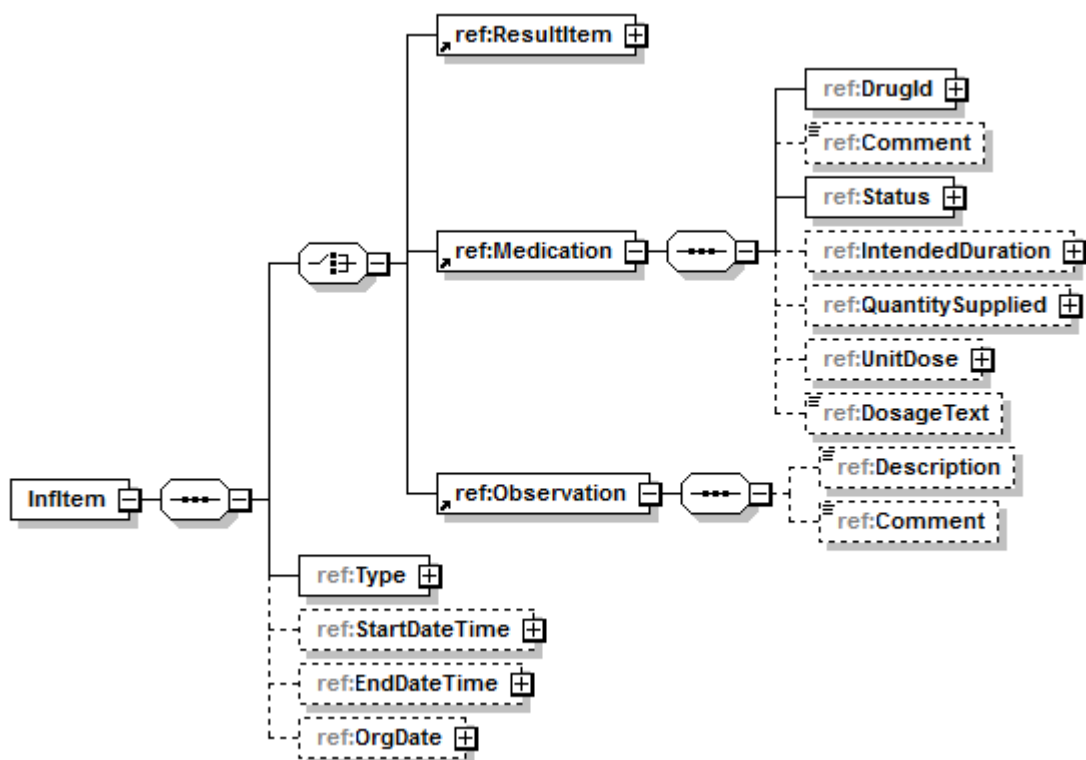 ref:ResultItem
ref:DrugId
ref:Comment
ref:Status
ref:Medication
ref:IntendedDuration
ref:QuantitySupplied
ref:UnitDose
ref:DosageText
ref:Description
InfItem
ref:Observation
ref:Comment
ref:Type
ref:StartDateTime
ref:EndDateTime
ref:OrgDate